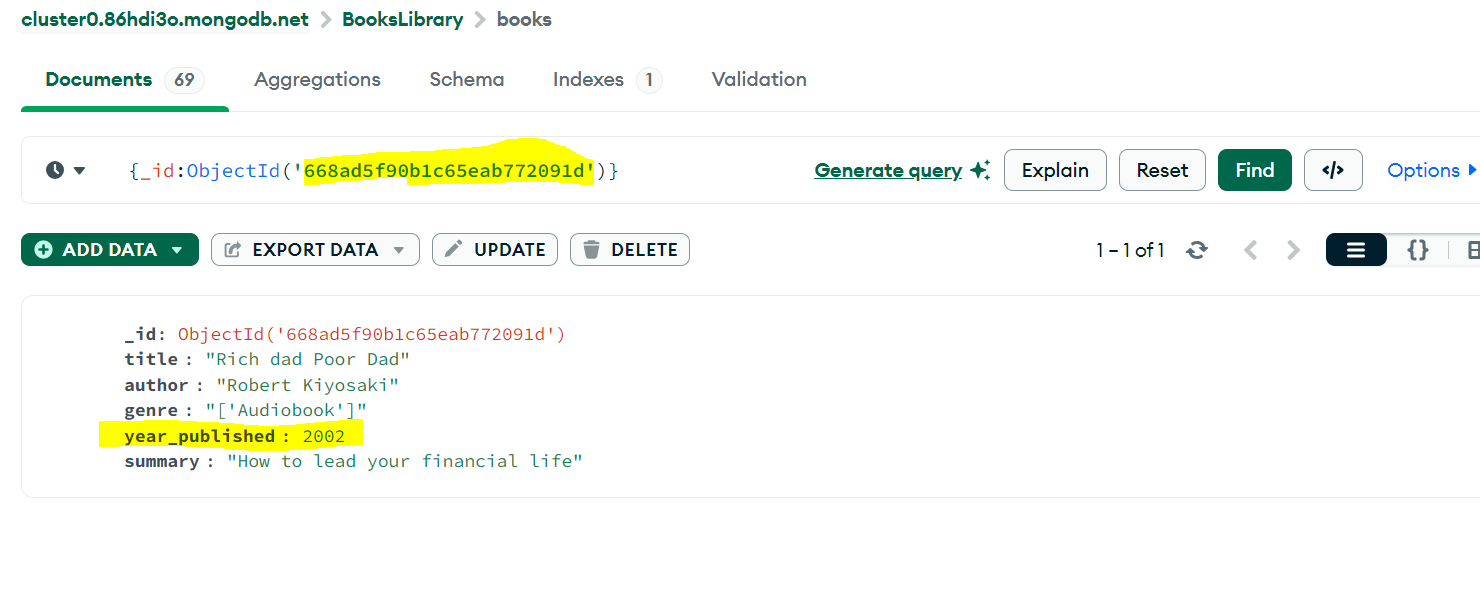 cluster0.86hdi3o.mongodb.net > BooksLibrary > books
Documents 69 Aggregations Schema Indexes 1 Validation
{_id:ObjectId('668ad5f90b1c65eab772091d')} Generate query Explain Reset Find </> Options
ADD DATA EXPORT DATA UPDATE DELETE 1 – 1 of 1 {}
_id: ObjectId('668ad5f90b1c65eab772091d')
title : "Rich dad Poor Dad"
author : "Robert Kiyosaki"
genre : "['Audiobook']"
year_published : 2002
summary : "How to lead your financial life"